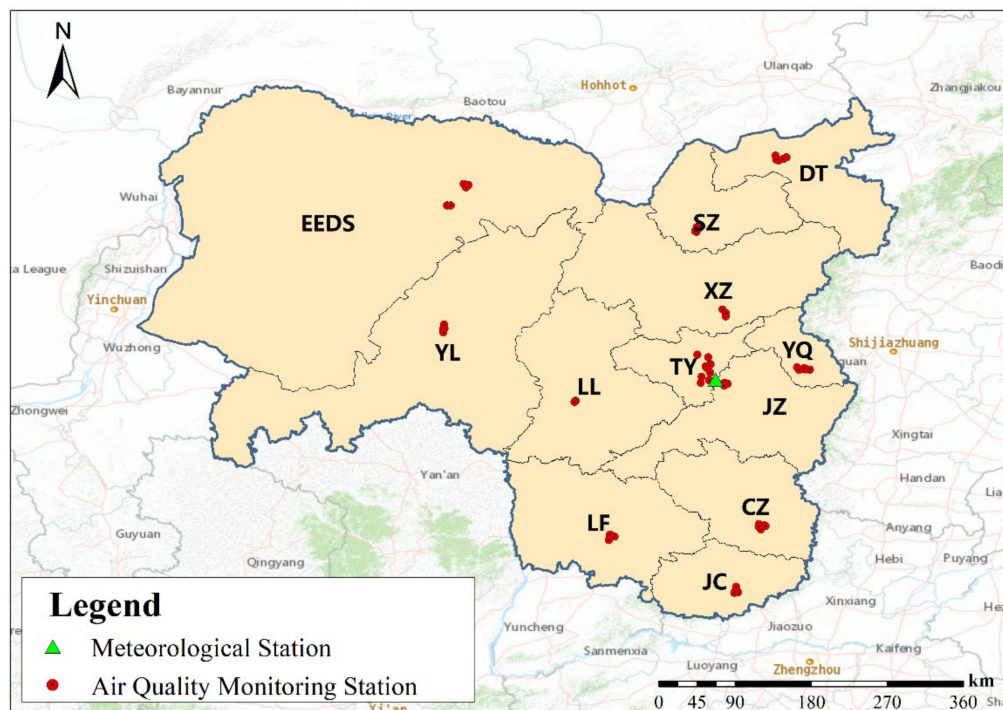 N
Ulanqab
Hohhot
Zhangjiakou
Bayannur
Baotou
River
DT
Wuhai
EEDS
SZ
Shizuishan
Baodi
Yinchuan
XZ
YL
YQ
Shijiazhuang
Wuzhong
TY
quan
LL
JZ
Zhongwei
Xingtai
Yan'an
Handan
CZ
LF
Anyang
Guyuan
Hebi
Puyang
Qingyang
JC
Legend
Xinxiang
Meteorological Station
Yuncheng
Jiaozuo
Sanmenxia
Kaifeng
Luoyang
Zhengzhou
Air Quality Monitoring Station
km
0 45 90 180 270 360